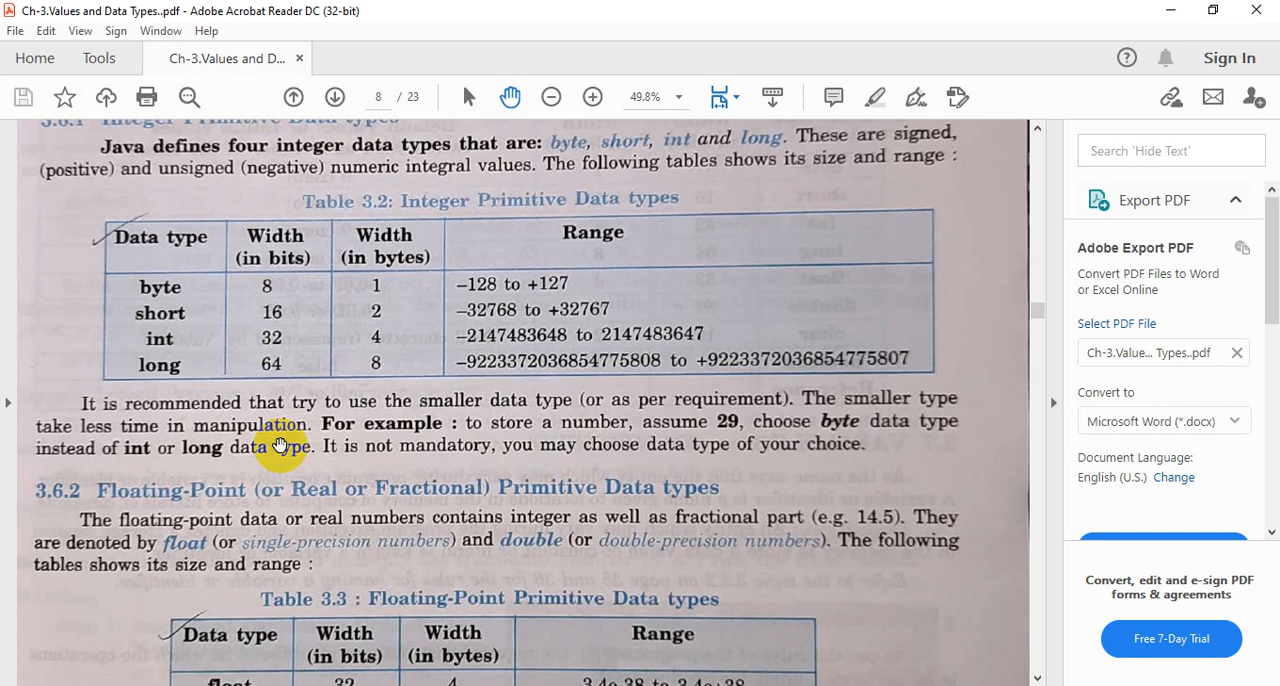 Ch-3.Values and Data Types..pdf - Adobe Acrobat Reader DC (32-bit)
File Edit View Sign Window Help
Home Tools Ch-3.Values and D... × Sign In
8 / 23 49.8%
3.6.1 Integer Primitive Data types
Java defines four integer data types that are: byte, short, int and long. These are signed,
(positive) and unsigned (negative) numeric integral values. The following tables shows its size and range :
Table 3.2: Integer Primitive Data types
Data type Width (in bits) Width (in bytes) Range
byte 8 1 –128 to +127
short 16 2 –32768 to +32767
int 32 4 –2147483648 to 2147483647
long 64 8 –9223372036854775808 to +9223372036854775807
It is recommended that try to use the smaller data type (or as per requirement). The smaller type
take less time in manipulation. For example : to store a number, assume 29, choose byte data type
instead of int or long data type. It is not mandatory, you may choose data type of your choice.
3.6.2 Floating-Point (or Real or Fractional) Primitive Data types
The floating-point data or real numbers contains integer as well as fractional part (e.g. 14.5). They
are denoted by float (or single-precision numbers) and double (or double-precision numbers). The following
tables shows its size and range :
Table 3.3 : Floating-Point Primitive Data types
Data type Width (in bits) Width (in bytes) Range
float 32 4
Search 'Hide Text'
Export PDF
Adobe Export PDF
Convert PDF Files to Word
or Excel Online
Select PDF File
Ch-3.Value... Types..pdf
Convert to
Microsoft Word (*.docx)
Document Language:
English (U.S.) Change
Convert, edit and e-sign PDF
forms & agreements
Free 7-Day Trial